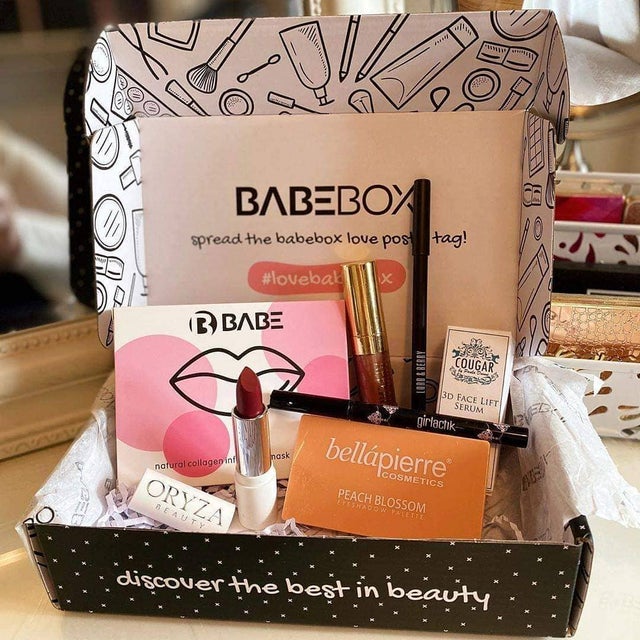 BABEBOX
spread the babebox love post tag!
#lovebab x
BABE
natural collagen inf mask
LORD & BERRY
COUGAR
3D FACE LIFT
SERUM
girlactik
bellápierre®
COSMETICS
PEACH BLOSSOM
EYESHADOW PALETTE
ORYZA
BEAUTY
discover the best in beauty